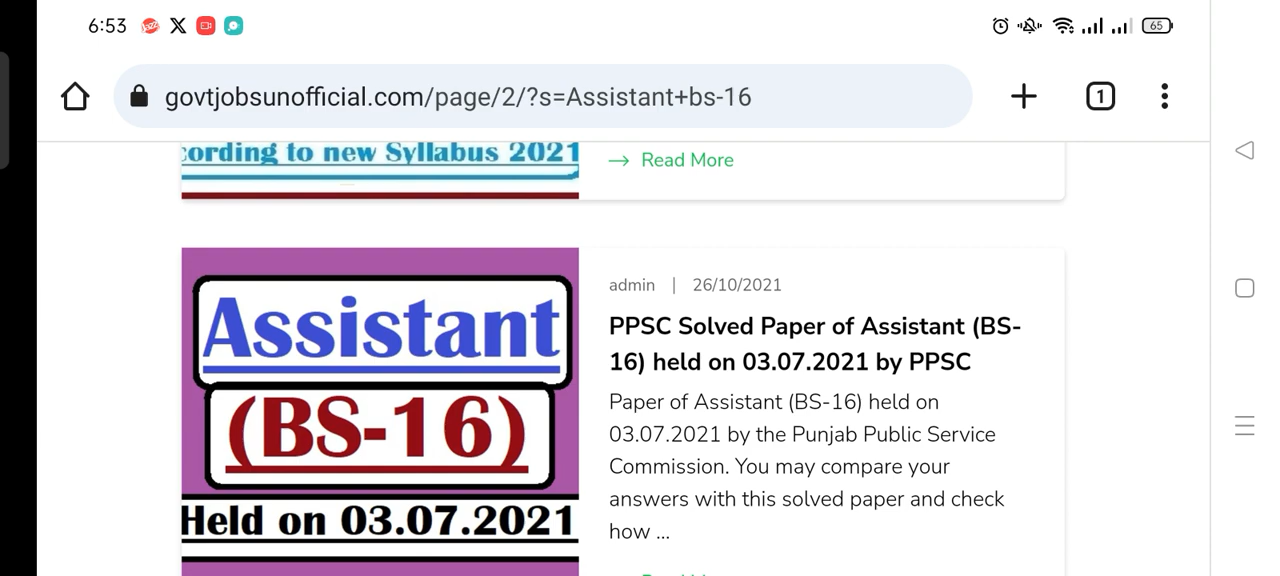 6:53
65
govtjobsunofficial.com/page/2/?s=Assistant+bs-16
1
cording to new Syllabus 2021
→ Read More
Assistant
(BS-16)
Held on 03.07.2021
admin | 26/10/2021
PPSC Solved Paper of Assistant (BS-
16) held on 03.07.2021 by PPSC
Paper of Assistant (BS-16) held on
03.07.2021 by the Punjab Public Service
Commission. You may compare your
answers with this solved paper and check
how ...